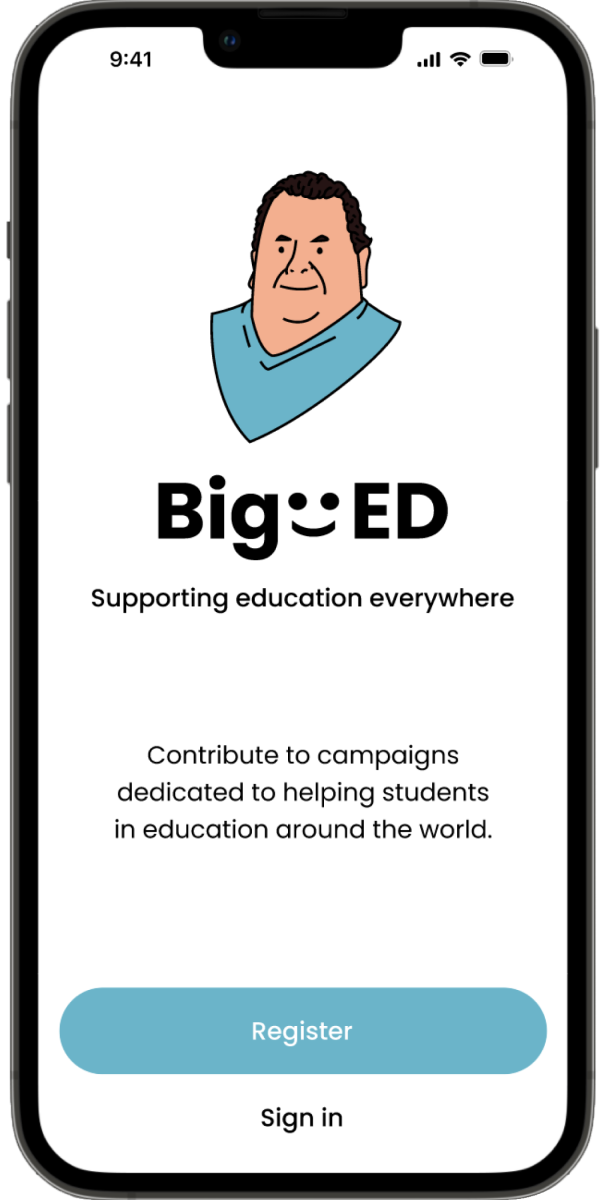 9:41
Big ED
Supporting education everywhere
Contribute to campaigns
dedicated to helping students
in education around the world.
Register
Sign in